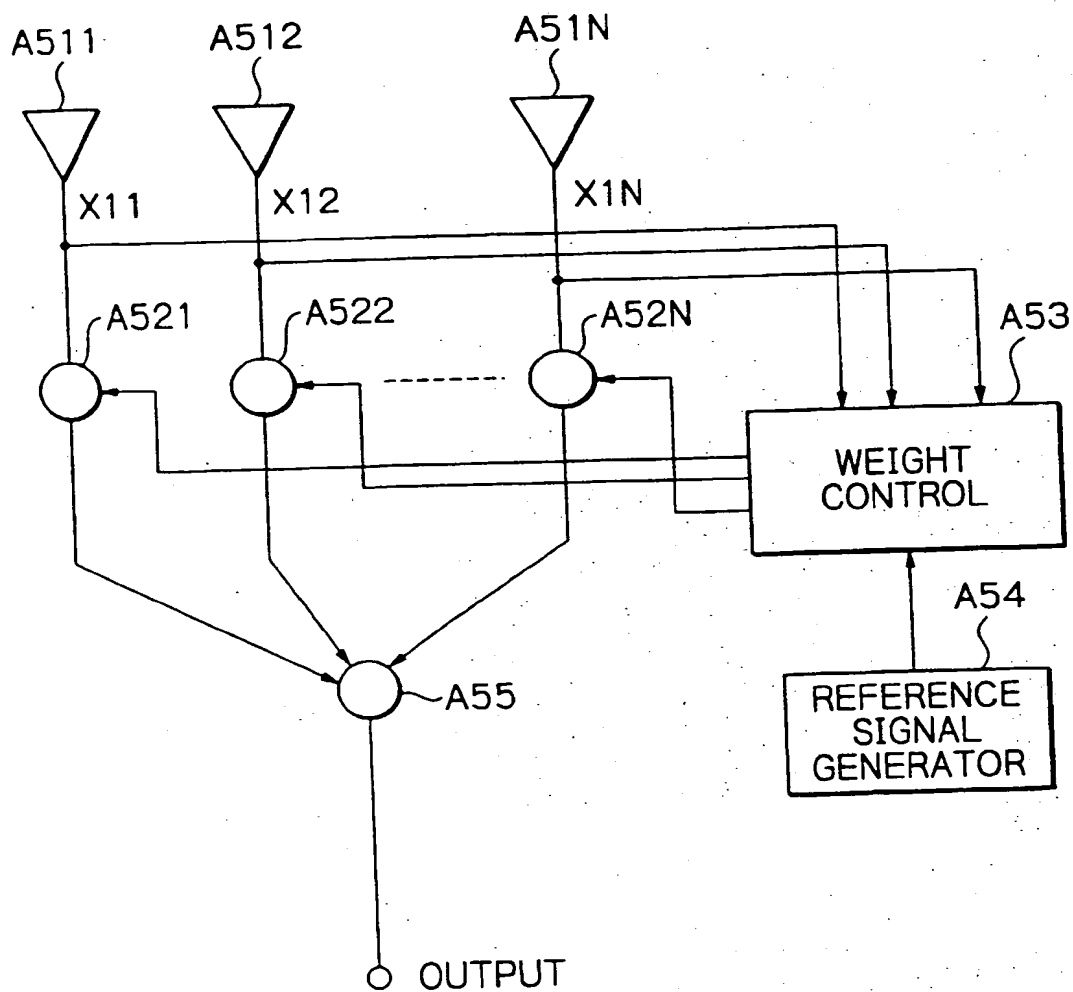 A511
A512
A51N
X11
X12
X1N
A521
A522
A52N
A53
WEIGHT
CONTROL
A54
REFERENCE
SIGNAL
GENERATOR
A55
OUTPUT